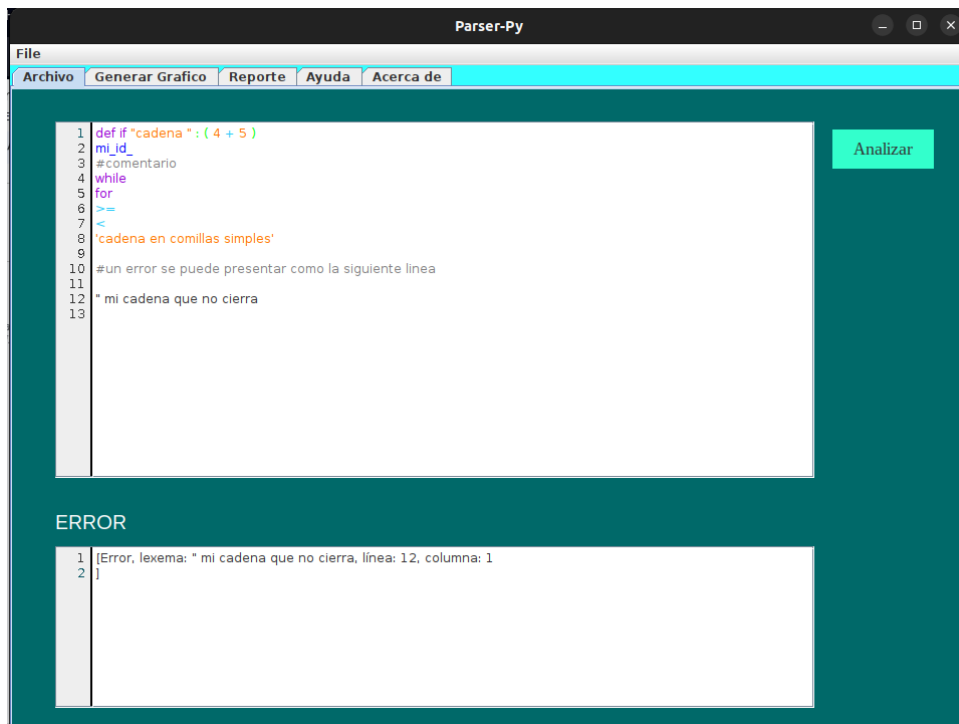 Parser-Py
File
Archivo Generar Grafico Reporte Ayuda Acerca de
1 def if "cadena " : ( 4 + 5 )
2 mi_id_
3 #comentario
4 while
5 for
6 >=
7 <
8 'cadena en comillas simples'
9
10 #un error se puede presentar como la siguiente linea
11
12 " mi cadena que no cierra
13
Analizar
ERROR
1 [Error, lexema: " mi cadena que no cierra, línea: 12, columna: 1
2 ]